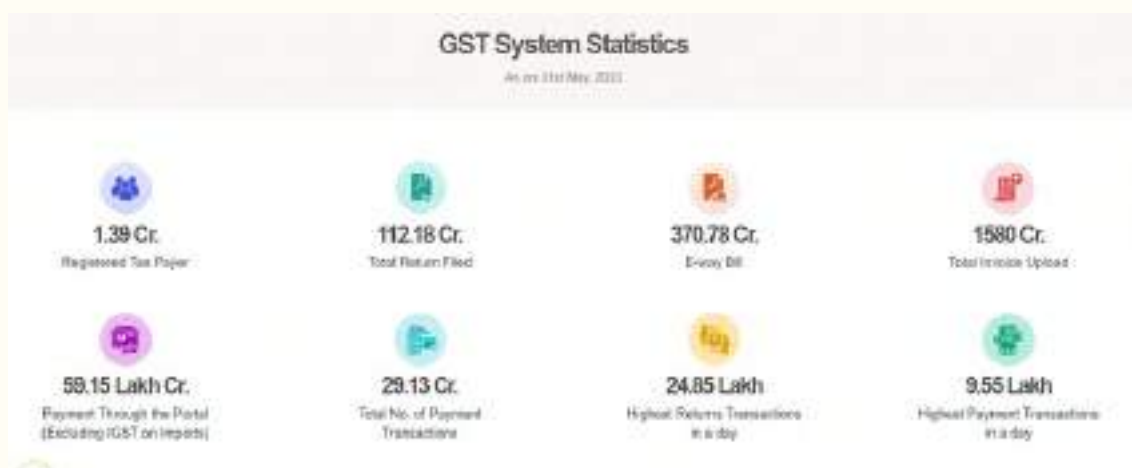 GST System Statistics
May,
1.39 Cr.
Registered Tax Payer
112.18 Cr.
Total Return Filed
370.78 Cr.
E-way Bill
1580 Cr.
Total Invoice Upload
59.15 Lakh Cr.
Payment Through the Portal
(Excluding IGST on Imports)
29.13 Cr.
Total No. of Payment
Transactions
24.85 Lakh
Highest Returns Transactions
in a day
9.55 Lakh
Highest Payment Transactions
in a day